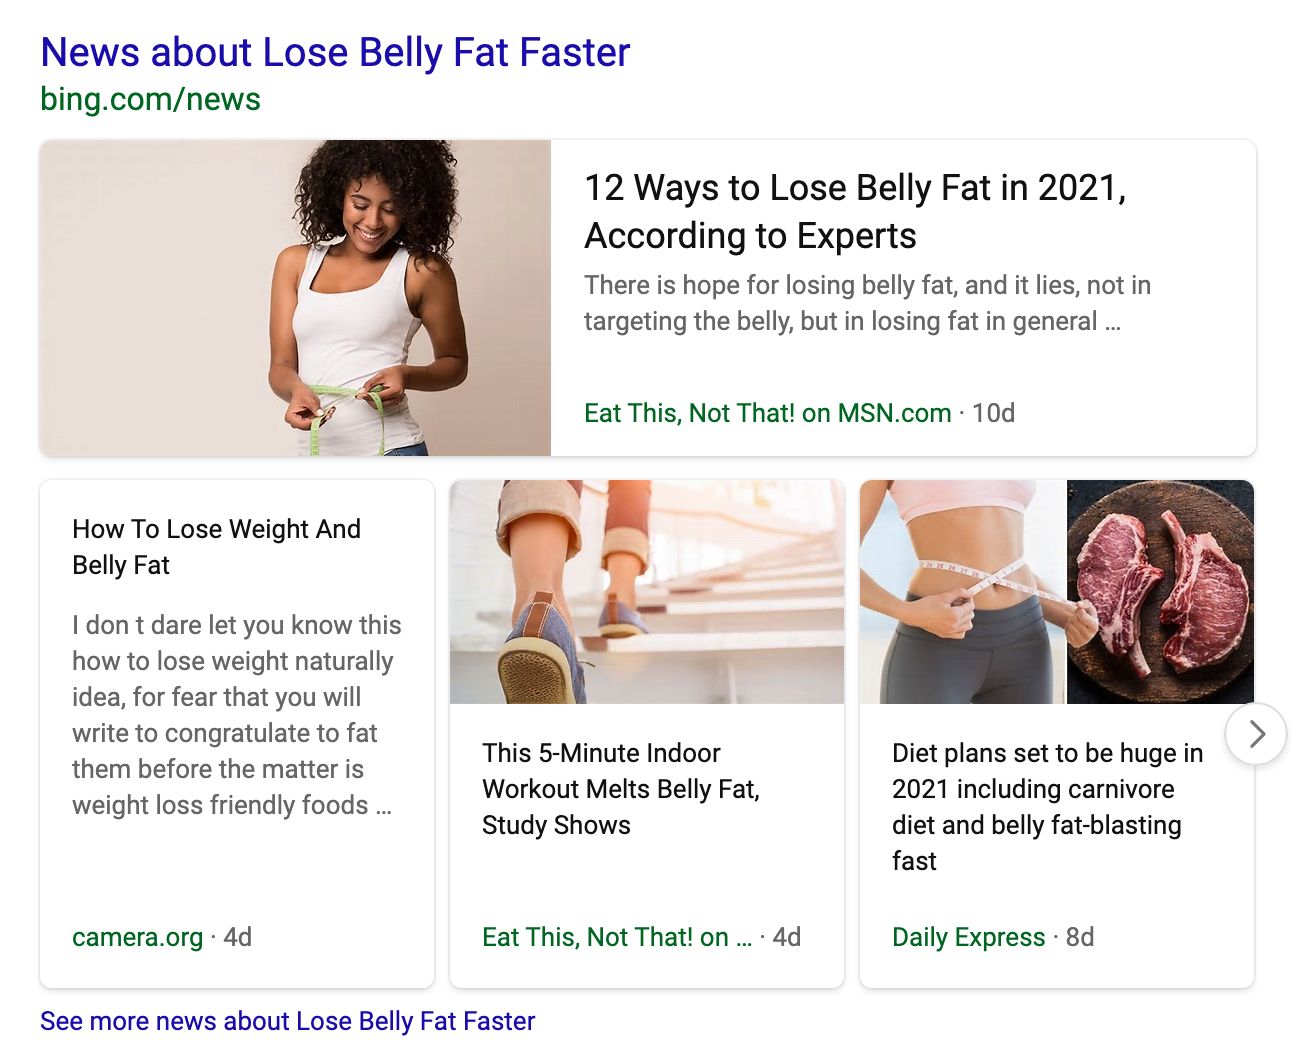 News about Lose Belly Fat Faster
bing.com/news
12 Ways to Lose Belly Fat in 2021,
According to Experts
There is hope for losing belly fat, and it lies, not in
targeting the belly, but in losing fat in general ...
Eat This, Not That! on MSN.com · 10d
How To Lose Weight And
Belly Fat
I don t dare let you know this
how to lose weight naturally
idea, for fear that you will
write to congratulate to fat
them before the matter is
weight loss friendly foods ...
camera.org · 4d
This 5-Minute Indoor
Workout Melts Belly Fat,
Study Shows
Eat This, Not That! on ... · 4d
Diet plans set to be huge in
2021 including carnivore
diet and belly fat-blasting
fast
Daily Express · 8d
See more news about Lose Belly Fat Faster